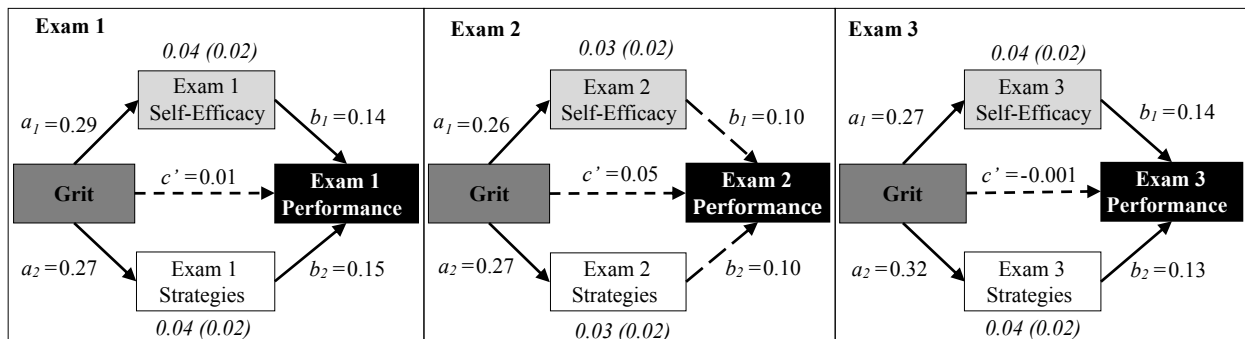 Exam 1
0.04 (0.02)
Exam 1
Self-Efficacy
a1=0.29
b1=0.14
Grit
c’ = 0.01
Exam 1
Performance
a2=0.27
b2=0.15
Exam 1
Strategies
0.04 (0.02)
Exam 2
0.03 (0.02)
Exam 2
Self-Efficacy
a1=0.26
b1=0.10
Grit
c’ = 0.05
Exam 2
Performance
a2=0.27
b2=0.10
Exam 2
Strategies
0.03 (0.02)
Exam 3
0.04 (0.02)
Exam 3
Self-Efficacy
a1=0.27
b1=0.14
Grit
c’ = -0.001
Exam 3
Performance
a2=0.32
b2=0.13
Exam 3
Strategies
0.04 (0.02)